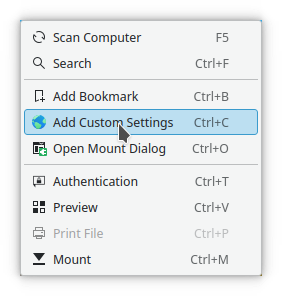 Scan Computer F5
Search Ctrl+F
Add Bookmark Ctrl+B
Add Custom Settings Ctrl+C
Open Mount Dialog Ctrl+O
Authentication Ctrl+T
Preview Ctrl+V
Print File Ctrl+P
Mount Ctrl+M